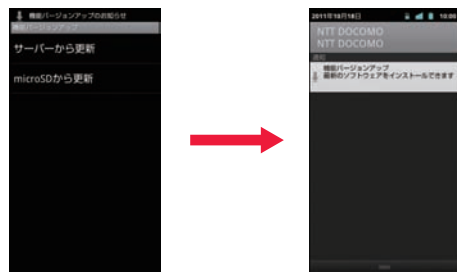 機能バージョンアップのお知らせ
機能バージョンアップ
サーバーから更新
microSDから更新
2011年10月18日
10:06
NTT DOCOMO
NTT DOCOMO
通知
機能バージョンアップ
最新のソフトウェアをインストールできます